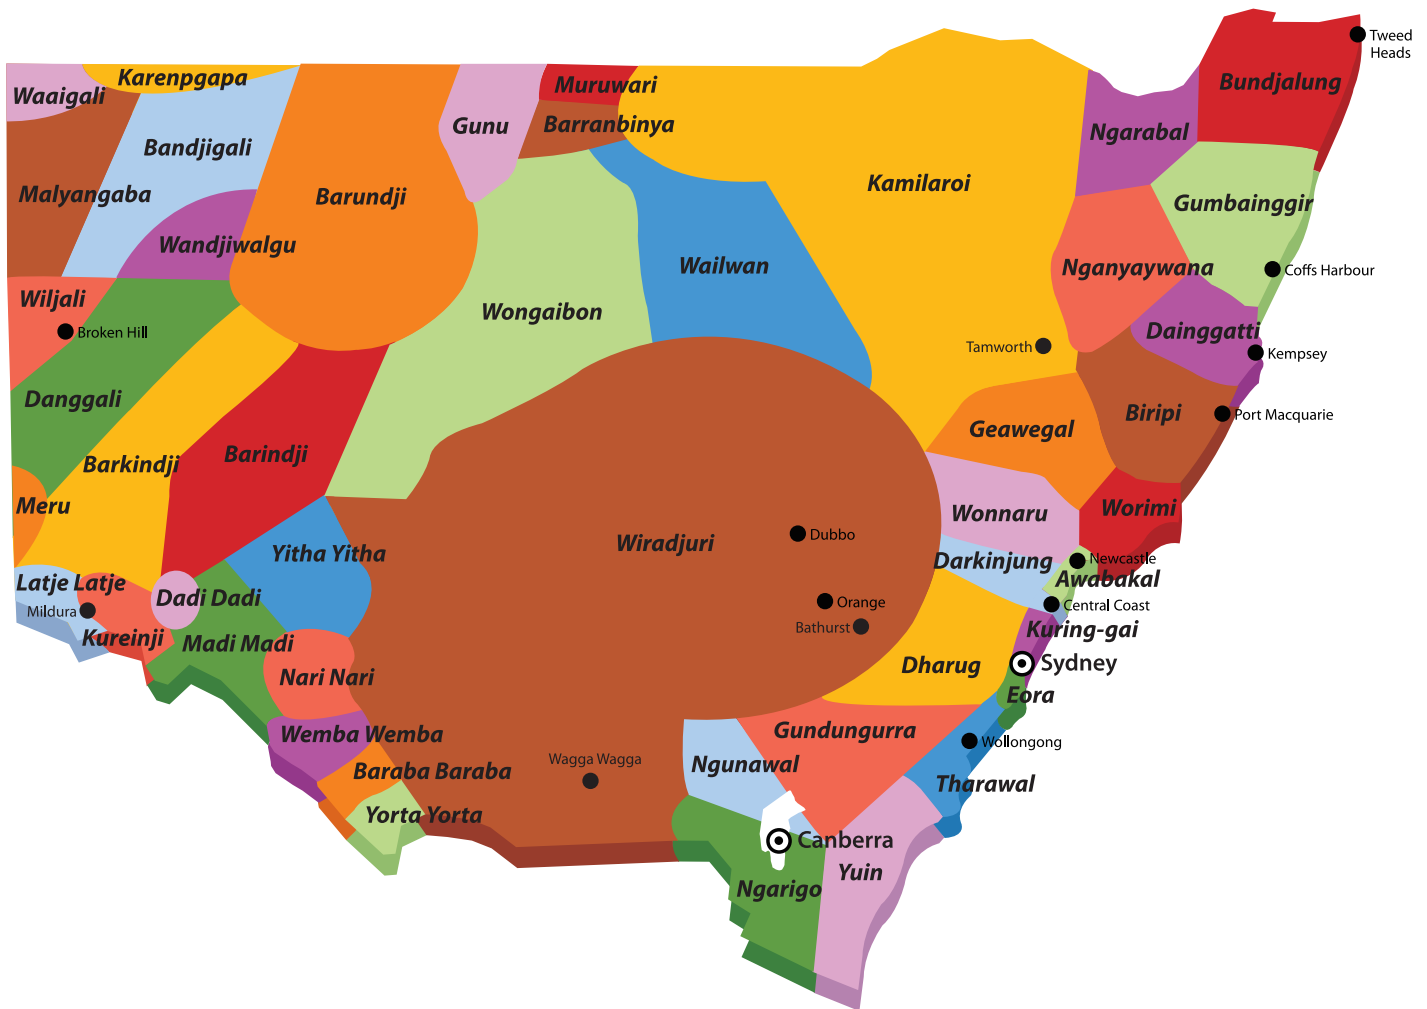 Tweed
Heads
Bundjalung
Karenpgapa
Muruwari
Waaigali
Gunu
Barranbinya
Ngarabal
Bandjigali
Kamilaroi
Malyangaba
Barundji
Gumbainggir
Wandjiwalgu
Wailwan
Nganyaywana
Coffs Harbour
Wiljali
Wongaibon
Broken Hill
Dainggatti
Tamworth
Kempsey
Danggali
Biripi
Port Macquarie
Geawegal
Barkindji
Barindji
Meru
Wonnaru
Worimi
Yitha Yitha
Wiradjuri
Dubbo
Darkinjung
Newcastle
Latje Latje
Awabakal
Dadi Dadi
Mildura
Orange
Central Coast
Bathurst
Kuring-gai
Kureinji
Madi Madi
Dharug
Sydney
Nari Nari
Eora
Wemba Wemba
Gundungurra
Wollongong
Wagga Wagga
Ngunawal
Baraba Baraba
Tharawal
Yorta Yorta
Canberra
Yuin
Ngarigo